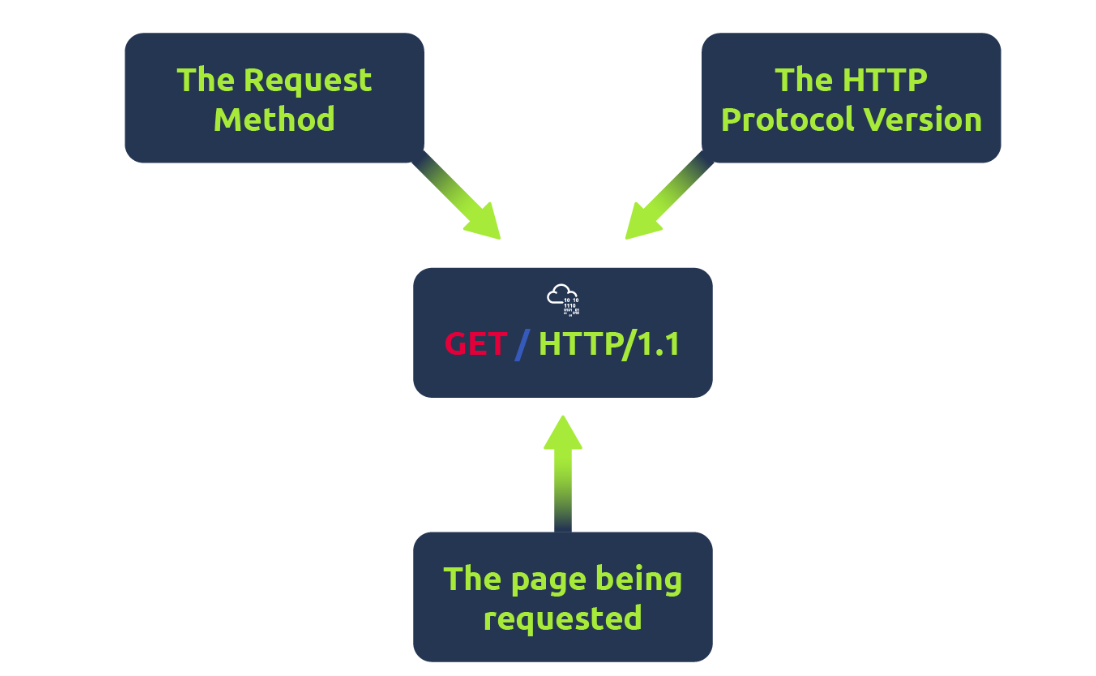 The Request
Method
The HTTP
Protocol Version
GET / HTTP/1.1
The page being
requested